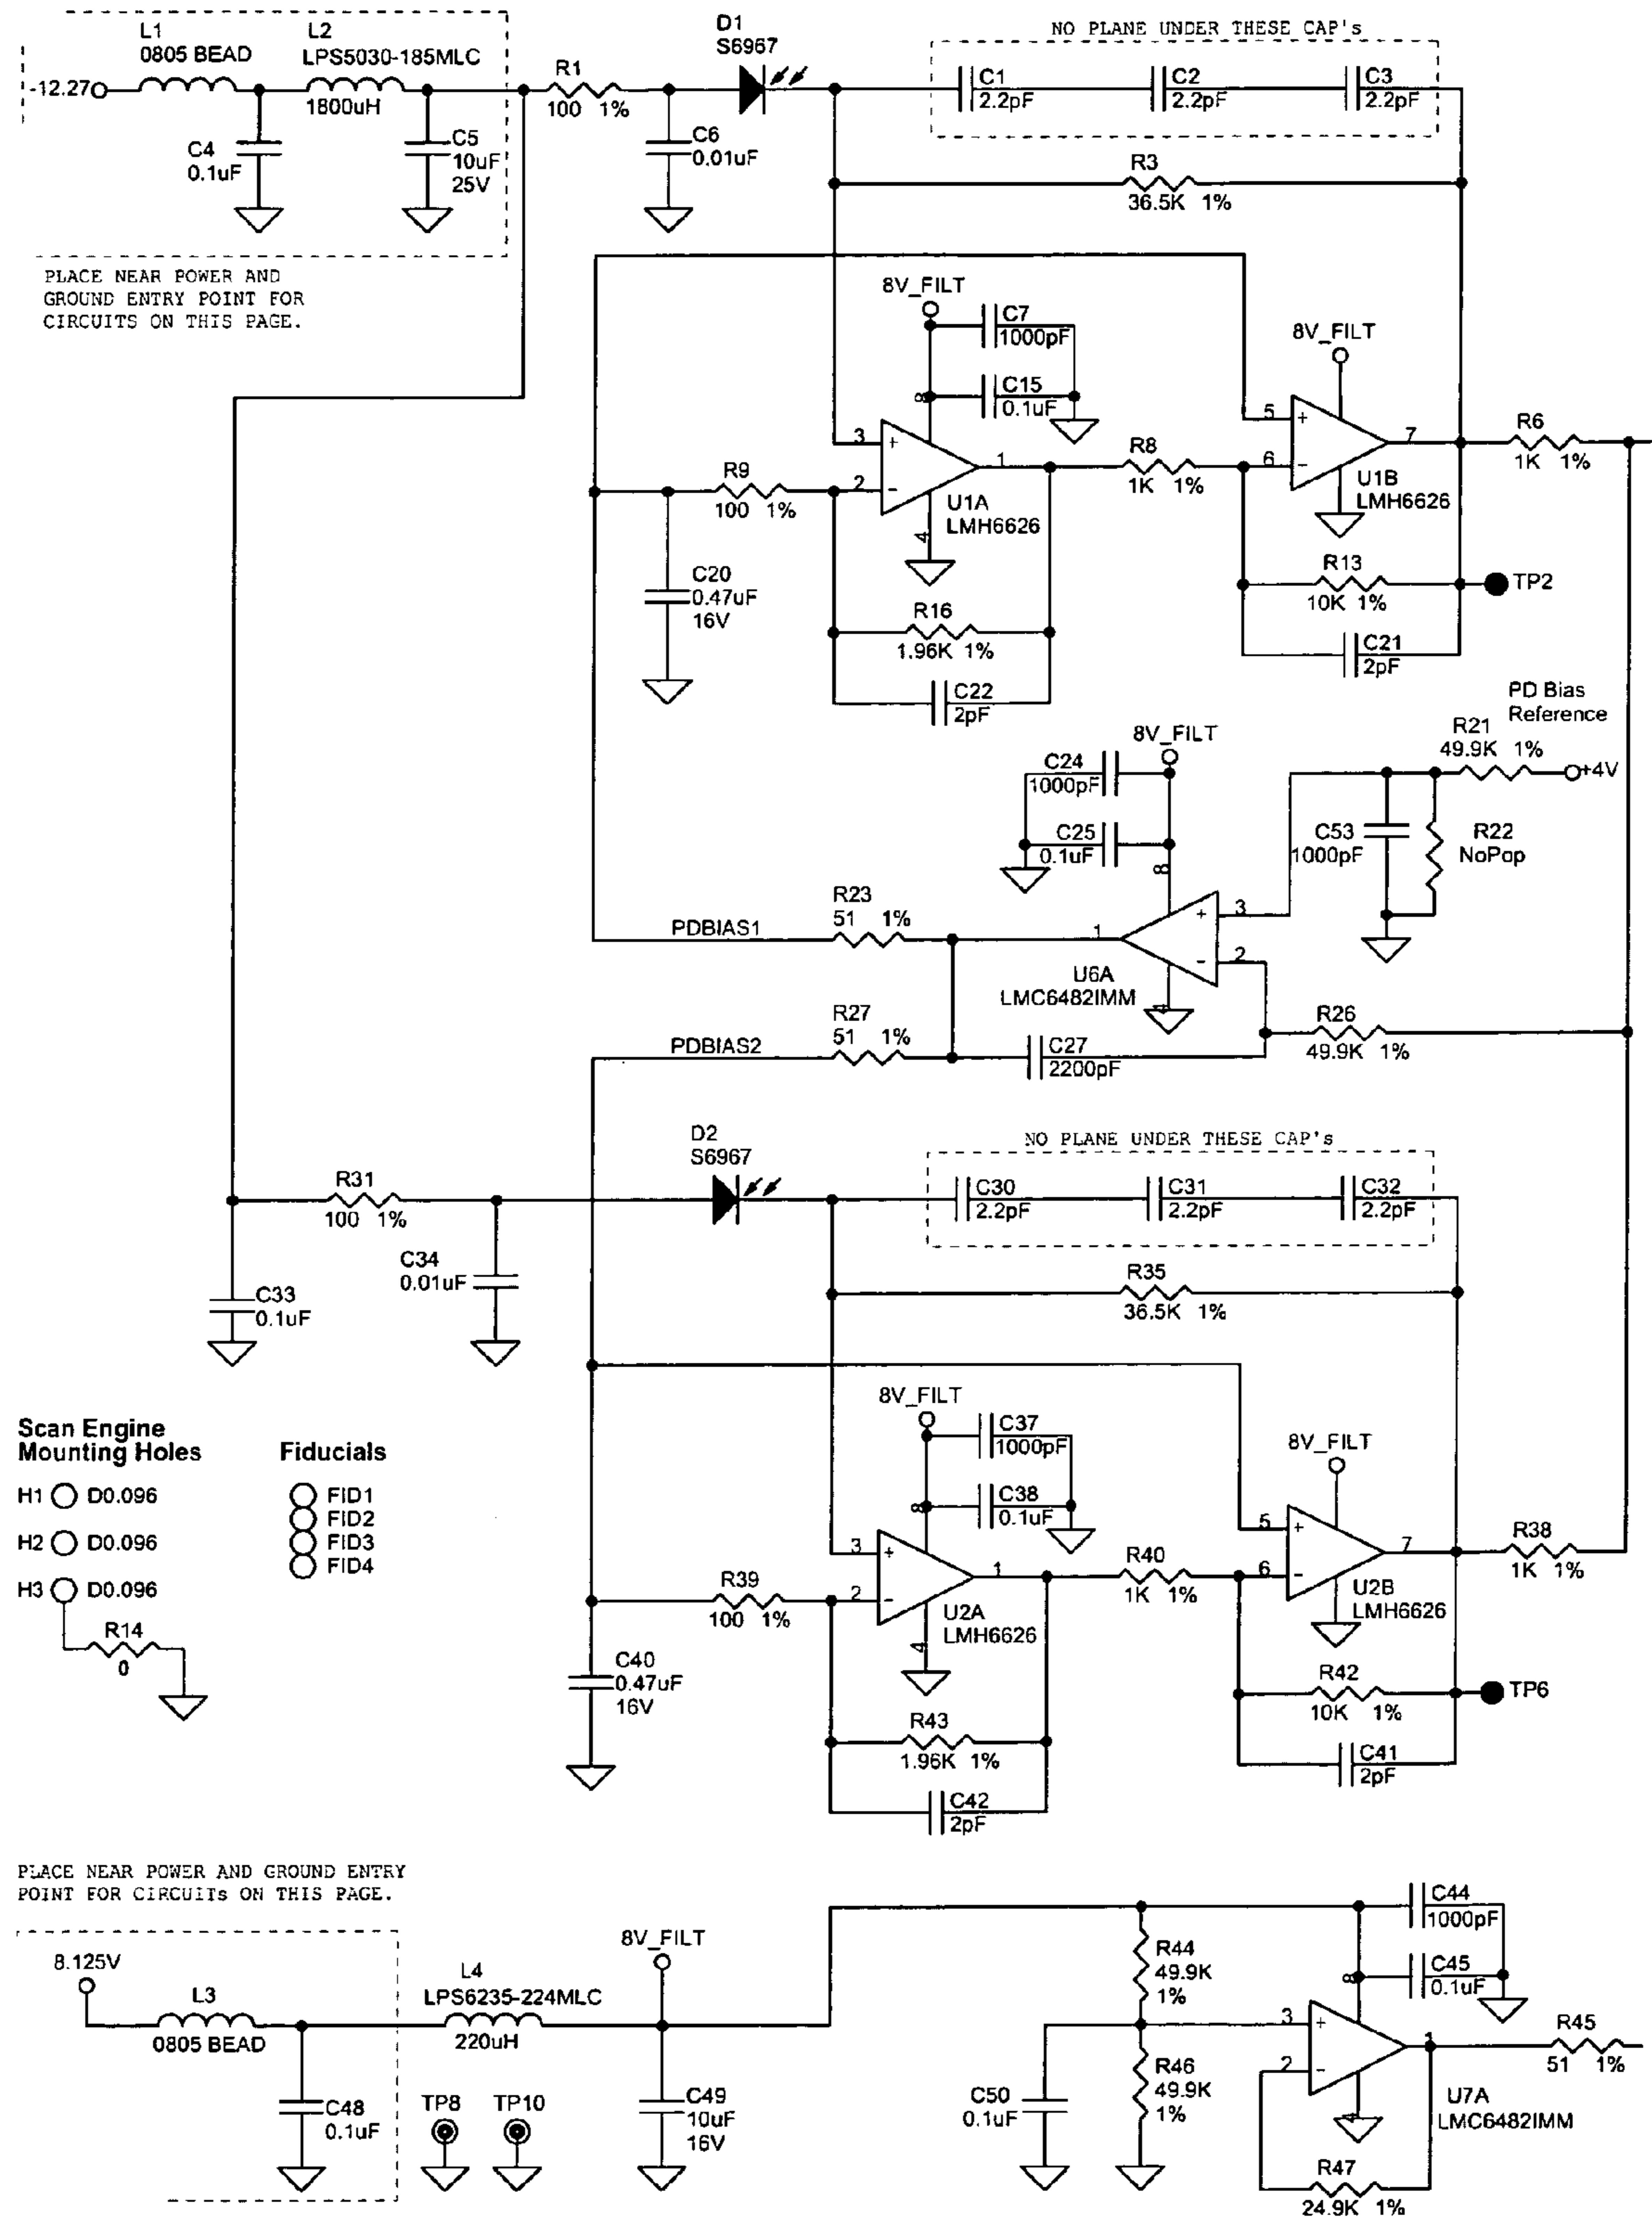 L1
0805 BEAD
L2
LPS5030-185MLC
-12.27
1800uH
C4
0.1uF
C5
10uF
25V
PLACE NEAR POWER AND
GROUND ENTRY POINT FOR
CIRCUITS ON THIS PAGE.
R1
100 1%
C6
0.01uF
D1
S6967
NO PLANE UNDER THESE CAP's
C1
2.2pF
C2
2.2pF
C3
2.2pF
R3
36.5K 1%
8V_FILT
C7
1000pF
C15
0.1uF
8
3
+
2
-
1
4
U1A
LMH6626
R9
100 1%
C20
0.47uF
16V
R16
1.96K 1%
C22
2pF
R8
1K 1%
8V_FILT
5
+
6
-
7
U1B
LMH6626
R6
1K 1%
R13
10K 1%
TP2
C21
2pF
PD Bias
Reference
R21
49.9K 1%
+4V
8V_FILT
C24
1000pF
C25
0.1uF
8
C53
1000pF
R22
NoPop
PDBIAS1
R23
51 1%
1
+
3
-
2
4
U6A
LMC6482IMM
PDBIAS2
R27
51 1%
C27
2200pF
R26
49.9K 1%
D2
S6967
NO PLANE UNDER THESE CAP's
C30
2.2pF
C31
2.2pF
C32
2.2pF
R31
100 1%
C34
0.01uF
C33
0.1uF
R35
36.5K 1%
Scan Engine
Mounting Holes
H1 D0.096
H2 D0.096
H3 D0.096
R14
0
Fiducials
FID1
FID2
FID3
FID4
8V_FILT
C37
1000pF
C38
0.1uF
8
3
+
2
-
1
4
U2A
LMH6626
R39
100 1%
C40
0.47uF
16V
R43
1.96K 1%
C42
2pF
R40
1K 1%
8V_FILT
5
+
6
-
7
U2B
LMH6626
R38
1K 1%
R42
10K 1%
TP6
C41
2pF
PLACE NEAR POWER AND GROUND ENTRY
POINT FOR CIRCUITs ON THIS PAGE.
8.125V
L3
0805 BEAD
L4
LPS6235-224MLC
220uH
8V_FILT
C48
0.1uF
TP8
TP10
C49
10uF
16V
R44
49.9K
1%
R46
49.9K
1%
C50
0.1uF
C44
1000pF
C45
0.1uF
8
3
+
2
-
1
4
U7A
LMC6482IMM
R45
51 1%
R47
24.9K 1%